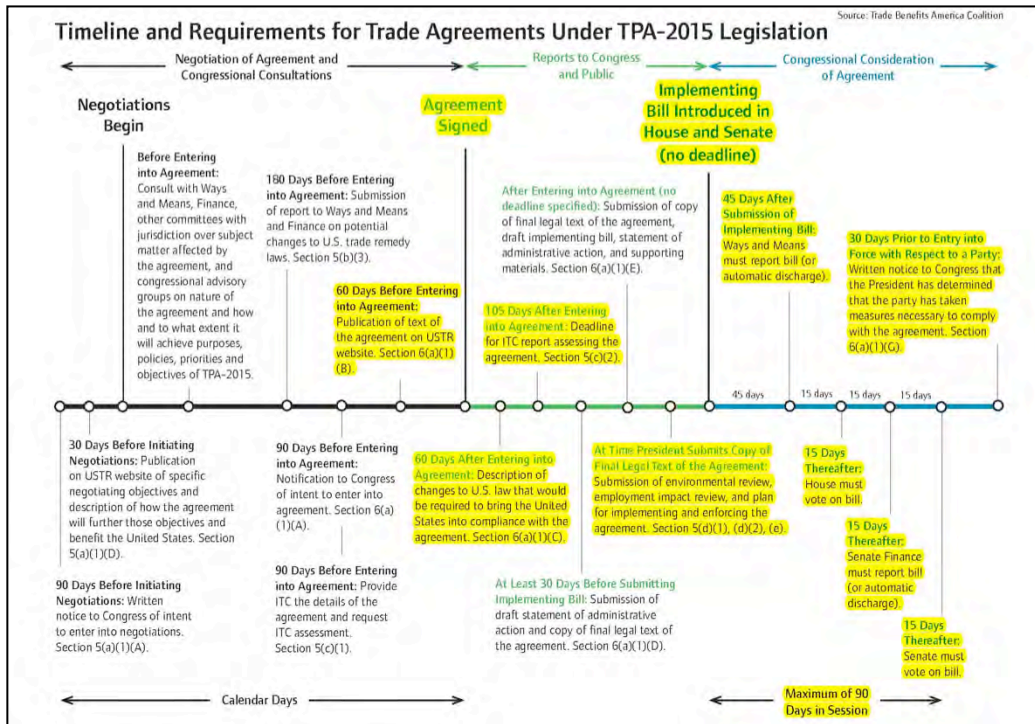 Source: Trade Benefits America Coalition
Timeline and Requirements for Trade Agreements Under TPA-2015 Legislation
Negotiation of Agreement and
Congressional Consultations
Reports to Congress
and Public
Congressional Consideration
of Agreement
Negotiations
Begin
Agreement
Signed
Implementing
Bill Introduced in
House and Senate
(no deadline)
Before Entering
into Agreement:
Consult with Ways
and Means, Finance,
other committees with
jurisdiction over subject
matter affected by
the agreement, and
congressional advisory
groups on nature of
the agreement and how
and to what extent it
will achieve purposes,
policies, priorities and
objectives of TPA-2015.
180 Days Before Entering
into Agreement: Submission
of report to Ways and Means
and Finance on potential
changes to U.S. trade remedy
laws. Section 5(b)(3).
60 Days Before Entering
into Agreement:
Publication of text of
the agreement on USTR
website. Section 6(a)(1)
(B).
After Entering into Agreement (no
deadline specified): Submission of copy
of final legal text of the agreement,
draft implementing bill, statement of
administrative action, and supporting
materials. Section 6(a)(1)(E).
105 Days After Entering
into Agreement: Deadline
for ITC report assessing the
agreement. Section 5(c)(2).
45 Days After
Submission of
Implementing Bill:
Ways and Means
must report bill (or
automatic discharge).
30 Days Prior to Entry into
Force with Respect to a Party:
Written notice to Congress that
the President has determined
that the party has taken
measures necessary to comply
with the agreement. Section
6(a)(1)(G).
45 days
15 days
15 days
15 days
30 Days Before Initiating
Negotiations: Publication
on USTR website of specific
negotiating objectives and
description of how the agreement
will further those objectives and
benefit the United States. Section
5(a)(1)(D).
90 Days Before Initiating
Negotiations: Written
notice to Congress of intent
to enter into negotiations.
Section 5(a)(1)(A).
90 Days Before Entering
into Agreement:
Notification to Congress
of intent to enter into
agreement. Section 6(a)
(1)(A).
90 Days Before Entering
into Agreement: Provide
ITC the details of the
agreement and request
ITC assessment.
Section 5(c)(1).
60 Days After Entering into
Agreement: Description of
changes to U.S. law that would
be required to bring the United
States into compliance with the
agreement. Section 6(a)(1)(C).
At Least 30 Days Before Submitting
Implementing Bill: Submission of
draft statement of administrative
action and copy of final legal text of
the agreement. Section 6(a)(1)(D).
At Time President Submits Copy of
Final Legal Text of the Agreement:
Submission of environmental review,
employment impact review, and plan
for implementing and enforcing the
agreement. Section 5(d)(1), (d)(2), (e).
15 Days
Thereafter:
House must
vote on bill.
15 Days
Thereafter:
Senate Finance
must report bill
(or automatic
discharge).
15 Days
Thereafter:
Senate must
vote on bill.
Calendar Days
Maximum of 90
Days in Session